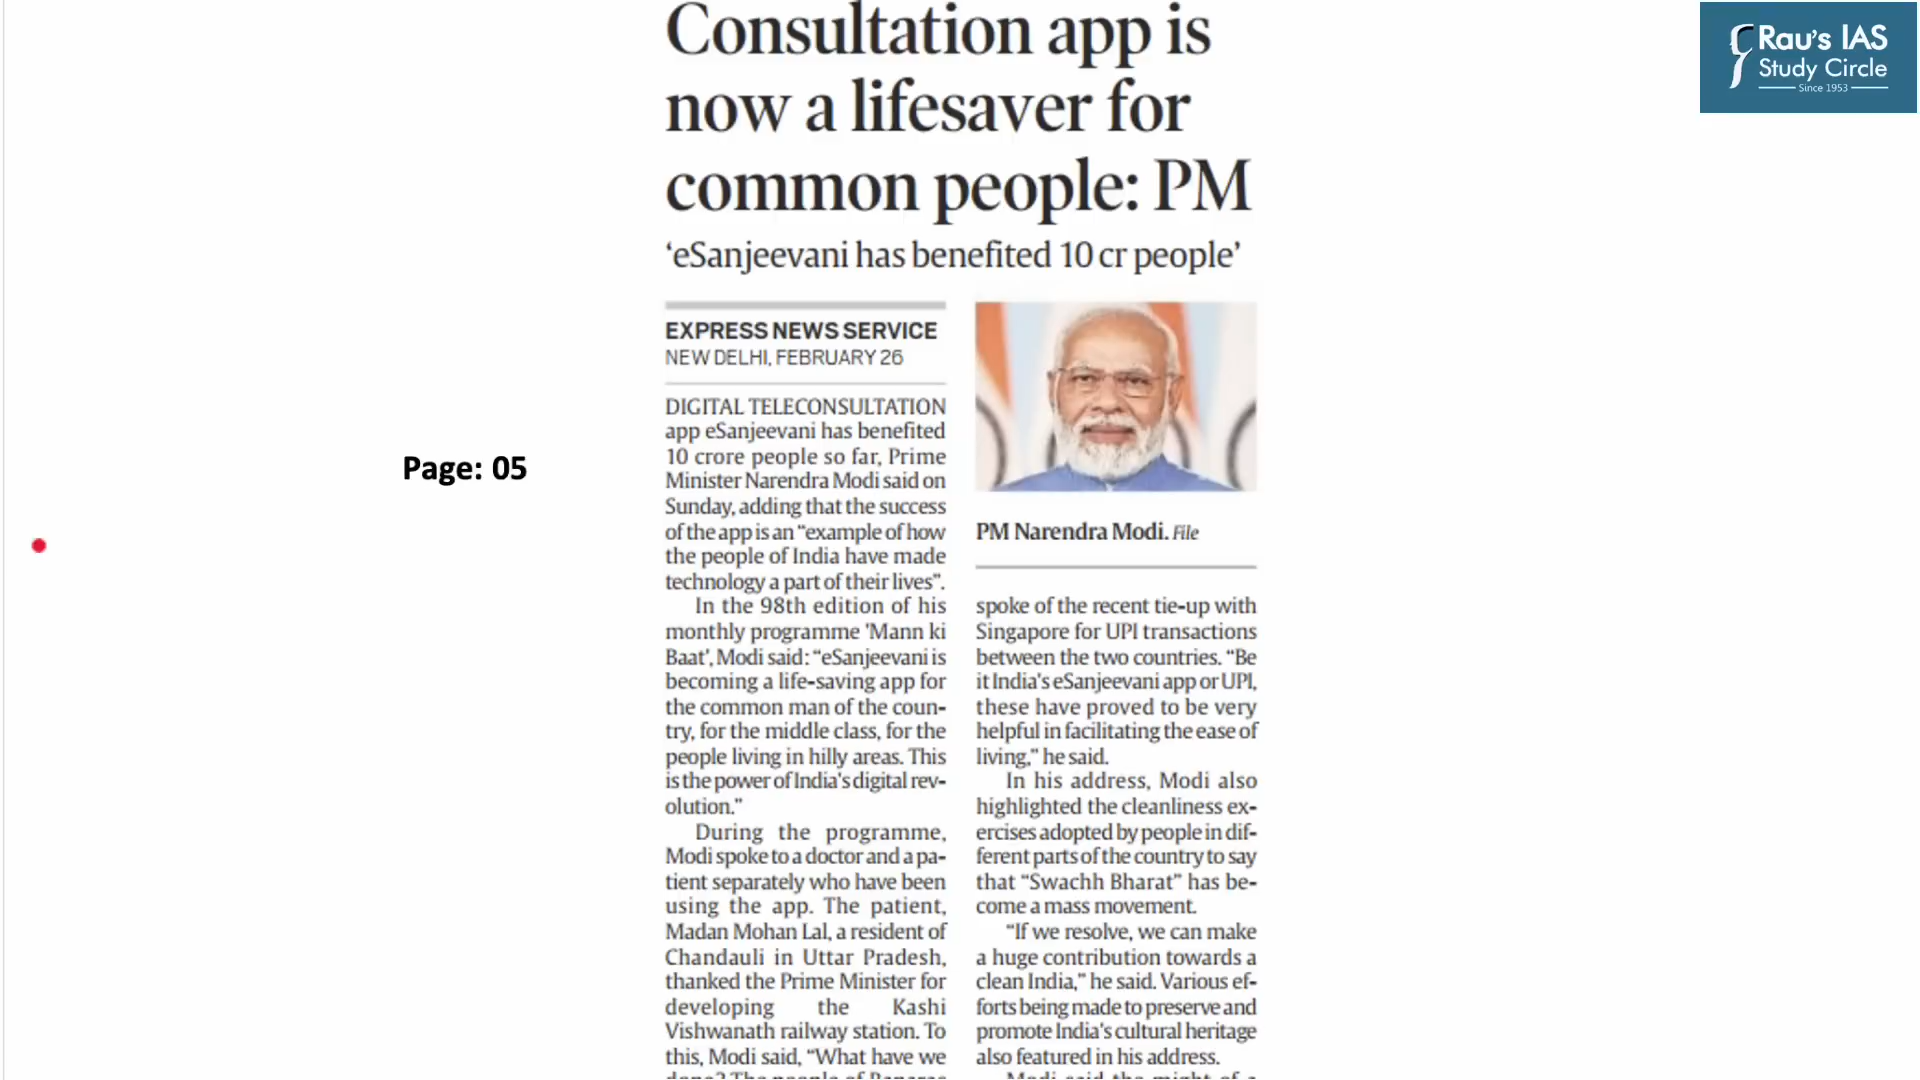 Consultation app is
now a lifesaver for
common people: PM
‘eSanjeevani has benefited 10 cr people’
Rau's IAS
Study Circle
Since 1953
Page: 05
EXPRESS NEWS SERVICE
NEW DELHI, FEBRUARY 26
DIGITAL TELECONSULTATION
app eSanjeevani has benefited
10 crore people so far, Prime
Minister Narendra Modi said on
Sunday, adding that the success
of the app is an “example of how
the people of India have made
technology a part of their lives”.
In the 98th edition of his
monthly programme ‘Mann ki
Baat’, Modi said: “eSanjeevani is
becoming a life-saving app for
the common man of the coun-
try, for the middle class, for the
people living in hilly areas. This
is the power of India’s digital rev-
olution.”
During the programme,
Modi spoke to a doctor and a pa-
tient separately who have been
using the app. The patient,
Madan Mohan Lal, a resident of
Chandauli in Uttar Pradesh,
thanked the Prime Minister for
developing the Kashi
Vishwanath railway station. To
this, Modi said, “What have we
PM Narendra Modi. File
spoke of the recent tie-up with
Singapore for UPI transactions
between the two countries. “Be
it India’s eSanjeevani app or UPI,
these have proved to be very
helpful in facilitating the ease of
living,” he said.
In his address, Modi also
highlighted the cleanliness ex-
ercises adopted by people in dif-
ferent parts of the country to say
that “Swachh Bharat” has be-
come a mass movement.
“If we resolve, we can make
a huge contribution towards a
clean India,” he said. Various ef-
forts being made to preserve and
promote India’s cultural heritage
also featured in his address.